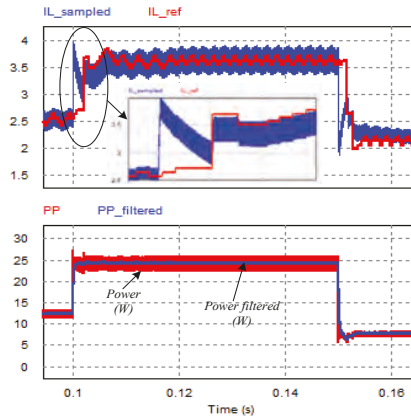 IL_sampled IL_ref
4
3.5
3
2.5
2
1.5
IL_sampled IL_ref
PP PP_filtered
30
25
20
15
10
5
0
Power
(W)
Power filtered
(W)
0.1 0.12 0.14 0.16
Time (s)